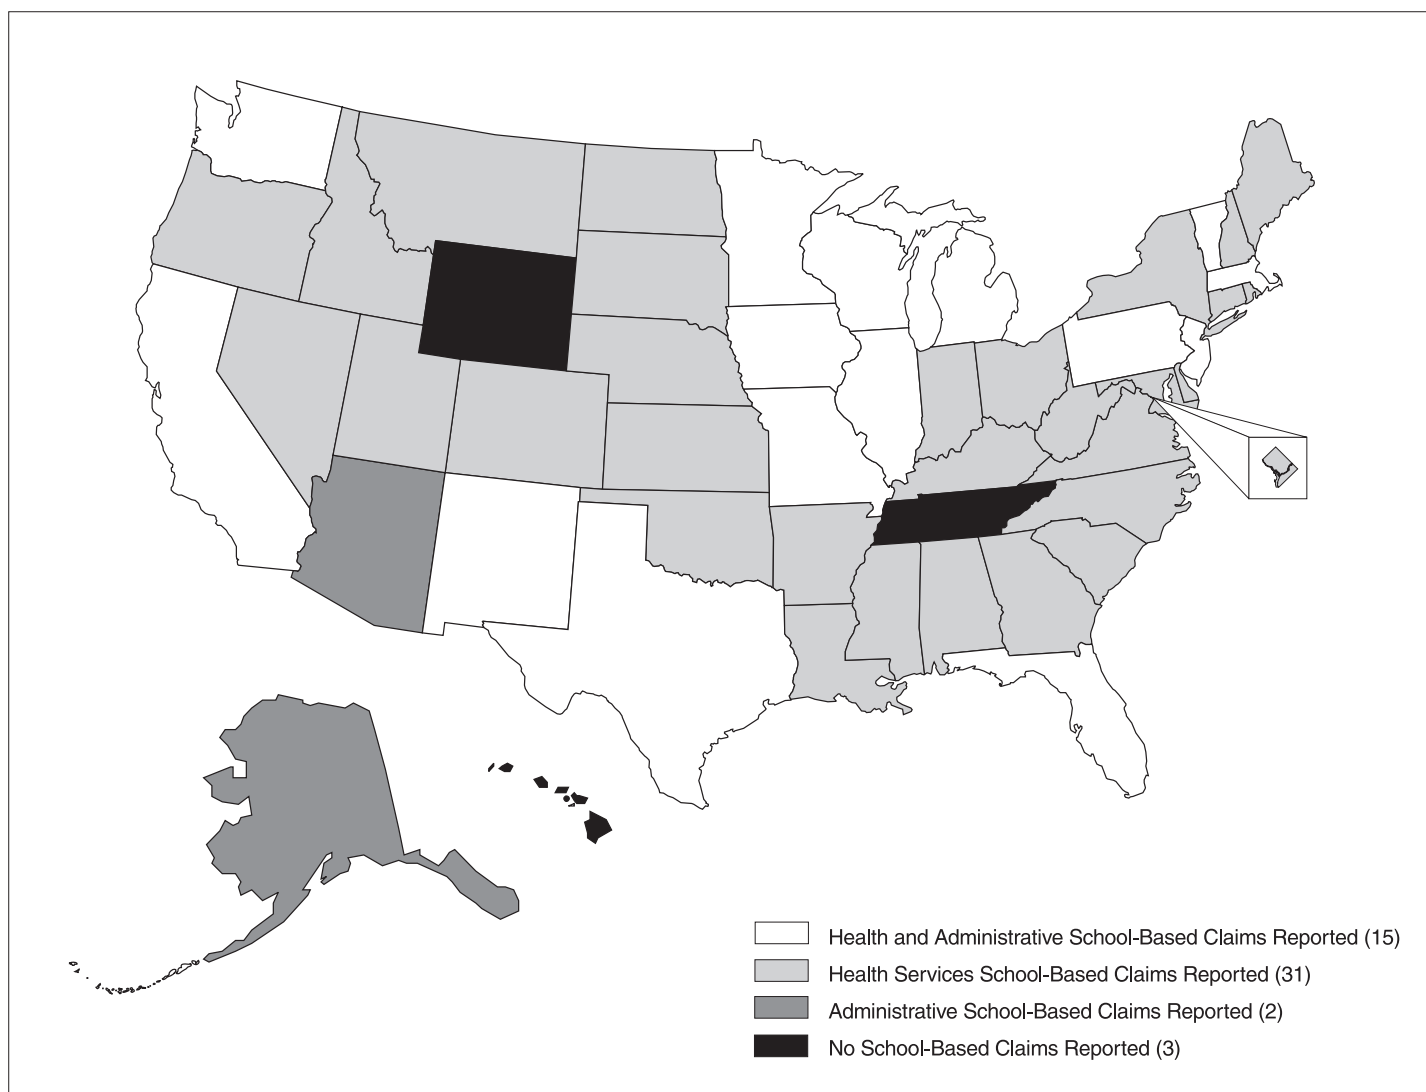 Health and Administrative School-Based Claims Reported (15)
Health Services School-Based Claims Reported (31)
Administrative School-Based Claims Reported (2)
No School-Based Claims Reported (3)